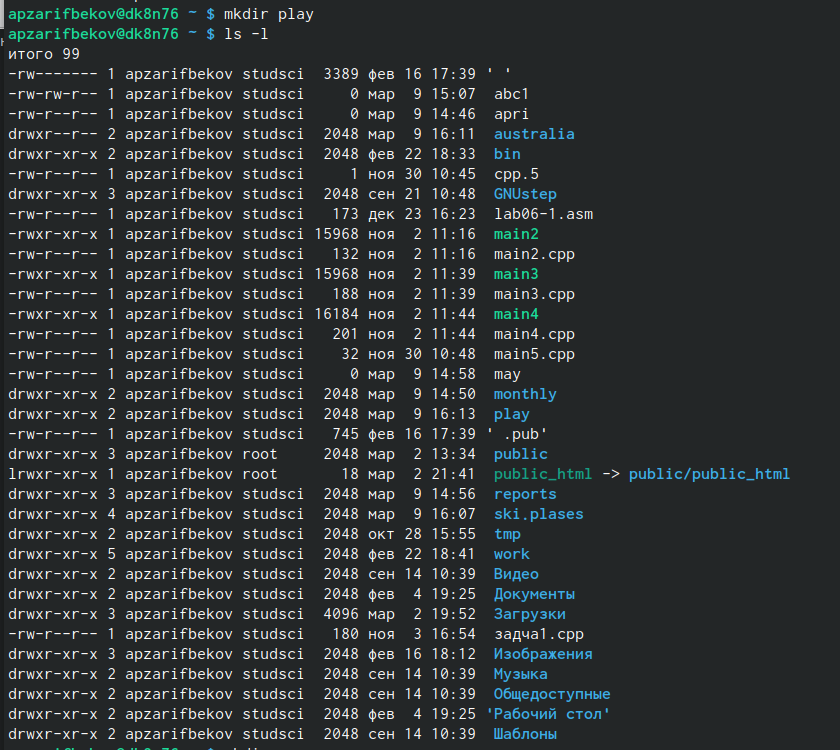 apzarifbekov@dk8n76 ~ $ mkdir play
apzarifbekov@dk8n76 ~ $ ls -l
итого 99
-rw------- 1 apzarifbekov studsci  3389 фев 16 17:39 ' '
-rw-rw-r-- 1 apzarifbekov studsci     0 мар  9 15:07  abc1
-rw-r--r-- 1 apzarifbekov studsci     0 мар  9 14:46  apri
drwxr--r-- 2 apzarifbekov studsci  2048 мар  9 16:11  australia
drwxr-xr-x 2 apzarifbekov studsci  2048 фев 22 18:33  bin
-rw-r--r-- 1 apzarifbekov studsci     1 ноя 30 10:45  cpp.5
drwxr-xr-x 3 apzarifbekov studsci  2048 сен 21 10:48  GNUstep
-rw-r--r-- 1 apzarifbekov studsci   173 дек 23 16:23  lab06-1.asm
-rwxr-xr-x 1 apzarifbekov studsci 15968 ноя  2 11:16  main2
-rw-r--r-- 1 apzarifbekov studsci   132 ноя  2 11:16  main2.cpp
-rwxr-xr-x 1 apzarifbekov studsci 15968 ноя  2 11:39  main3
-rw-r--r-- 1 apzarifbekov studsci   188 ноя  2 11:39  main3.cpp
-rwxr-xr-x 1 apzarifbekov studsci 16184 ноя  2 11:44  main4
-rw-r--r-- 1 apzarifbekov studsci   201 ноя  2 11:44  main4.cpp
-rw-r--r-- 1 apzarifbekov studsci    32 ноя 30 10:48  main5.cpp
-rw-r--r-- 1 apzarifbekov studsci     0 мар  9 14:58  may
drwxr-xr-x 2 apzarifbekov studsci  2048 мар  9 14:50  monthly
drwxr-xr-x 2 apzarifbekov studsci  2048 мар  9 16:13  play
-rw-r--r-- 1 apzarifbekov studsci   745 фев 16 17:39 ' .pub'
drwxr-xr-x 3 apzarifbekov root     2048 мар  2 13:34  public
lrwxr-xr-x 1 apzarifbekov root       18 мар  2 21:41  public_html -> public/public_html
drwxr-xr-x 3 apzarifbekov studsci  2048 мар  9 14:56  reports
drwxr-xr-x 4 apzarifbekov studsci  2048 мар  9 16:07  ski.plases
drwxr-xr-x 2 apzarifbekov studsci  2048 окт 28 15:55  tmp
drwxr-xr-x 5 apzarifbekov studsci  2048 фев 22 18:41  work
drwxr-xr-x 2 apzarifbekov studsci  2048 сен 14 10:39  Видео
drwxr-xr-x 2 apzarifbekov studsci  2048 фев  4 19:25  Документы
drwxr-xr-x 3 apzarifbekov studsci  4096 мар  2 19:52  Загрузки
-rw-r--r-- 1 apzarifbekov studsci   180 ноя  3 16:54  задча1.cpp
drwxr-xr-x 3 apzarifbekov studsci  2048 фев 16 18:12  Изображения
drwxr-xr-x 2 apzarifbekov studsci  2048 сен 14 10:39  Музыка
drwxr-xr-x 2 apzarifbekov studsci  2048 сен 14 10:39  Общедоступные
drwxr-xr-x 2 apzarifbekov studsci  2048 фев  4 19:25 'Рабочий стол'
drwxr-xr-x 2 apzarifbekov studsci  2048 сен 14 10:39  Шаблоны